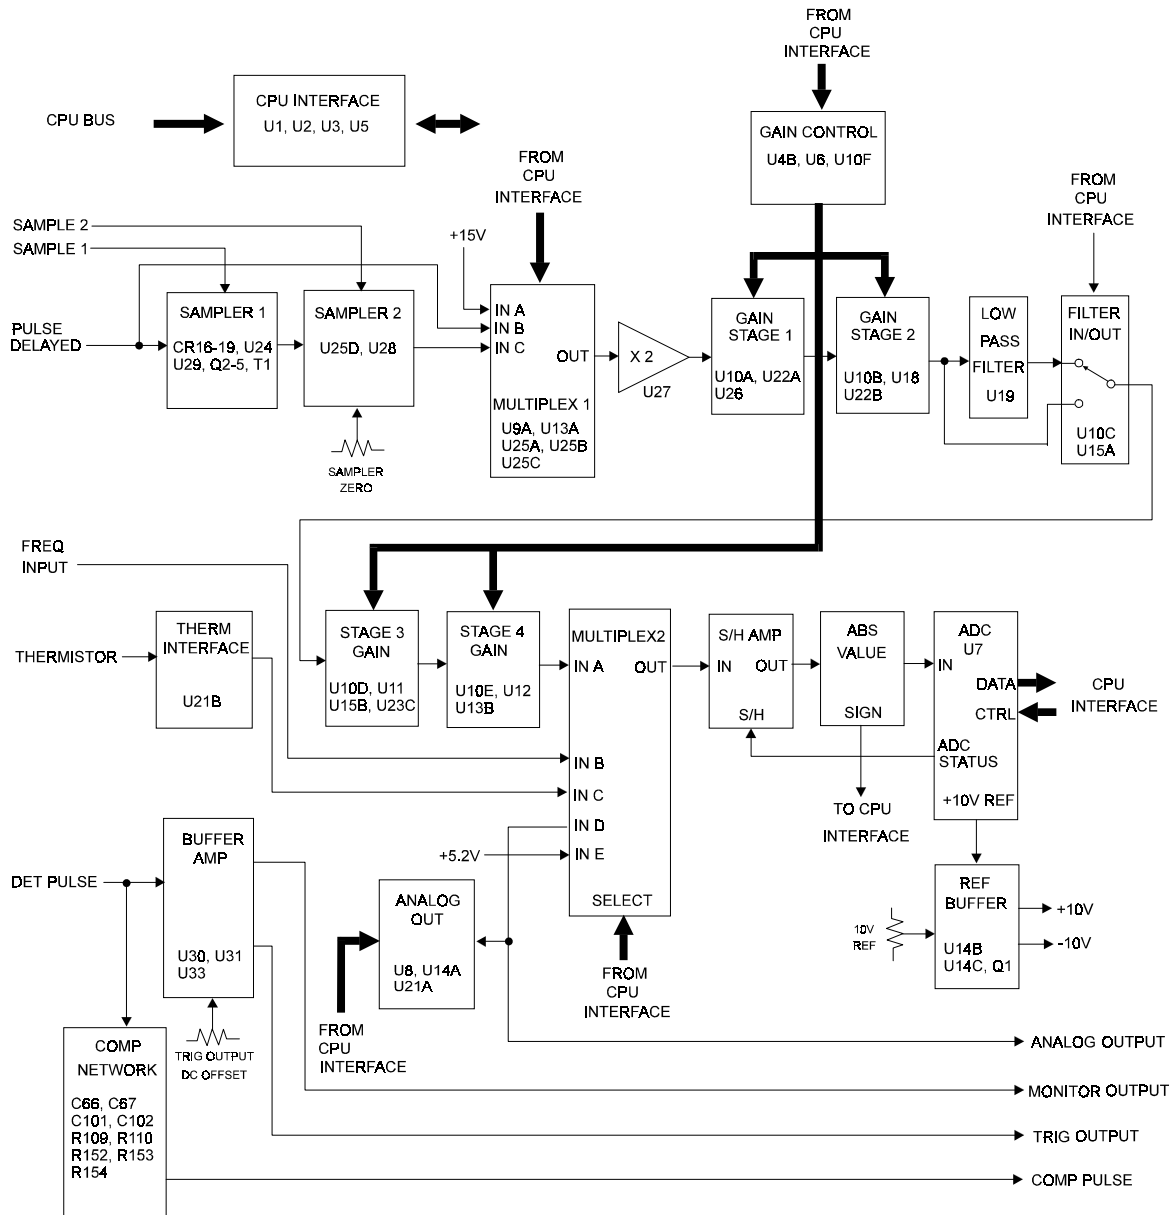 FROM
CPU
INTERFACE
CPU BUS
CPU INTERFACE
U1, U2, U3, U5
GAIN CONTROL
U4B, U6, U10F
FROM
CPU
INTERFACE
FROM
CPU
INTERFACE
SAMPLE 2
SAMPLE 1
+15V
PULSE
DELAYED
SAMPLER 1
CR16-19, U24
U29, Q2-5, T1
SAMPLER 2
U25D, U28
SAMPLER
ZERO
IN A
IN B
IN C
OUT
MULTIPLEX 1
U9A, U13A
U25A, U25B
U25C
X 2
U27
GAIN
STAGE 1
U10A, U22A
U26
GAIN
STAGE 2
U10B, U18
U22B
LOW
PASS
FILTER
U19
FILTER
IN/OUT
U10C
U15A
FREQ
INPUT
THERMISTOR
THERM
INTERFACE
U21B
STAGE 3
GAIN
U10D, U11
U15B, U23C
STAGE 4
GAIN
U10E, U12
U13B
MULTIPLEX2
IN A
OUT
IN B
IN C
IN D
IN E
SELECT
+5.2V
S/H AMP
IN
OUT
S/H
ABS
VALUE
SIGN
TO CPU
INTERFACE
ADC
U7
IN
DATA
CTRL
ADC
STATUS
+10V REF
CPU
INTERFACE
DET PULSE
BUFFER
AMP
U30, U31
U33
TRIG OUTPUT
DC OFFSET
ANALOG
OUT
U8, U14A
U21A
FROM
CPU
INTERFACE
FROM
CPU
INTERFACE
10V
REF
REF
BUFFER
U14B
U14C, Q1
+10V
-10V
COMP
NETWORK
C66, C67
C101, C102
R109, R110
R152, R153
R154
ANALOG OUTPUT
MONITOR OUTPUT
TRIG OUTPUT
COMP PULSE